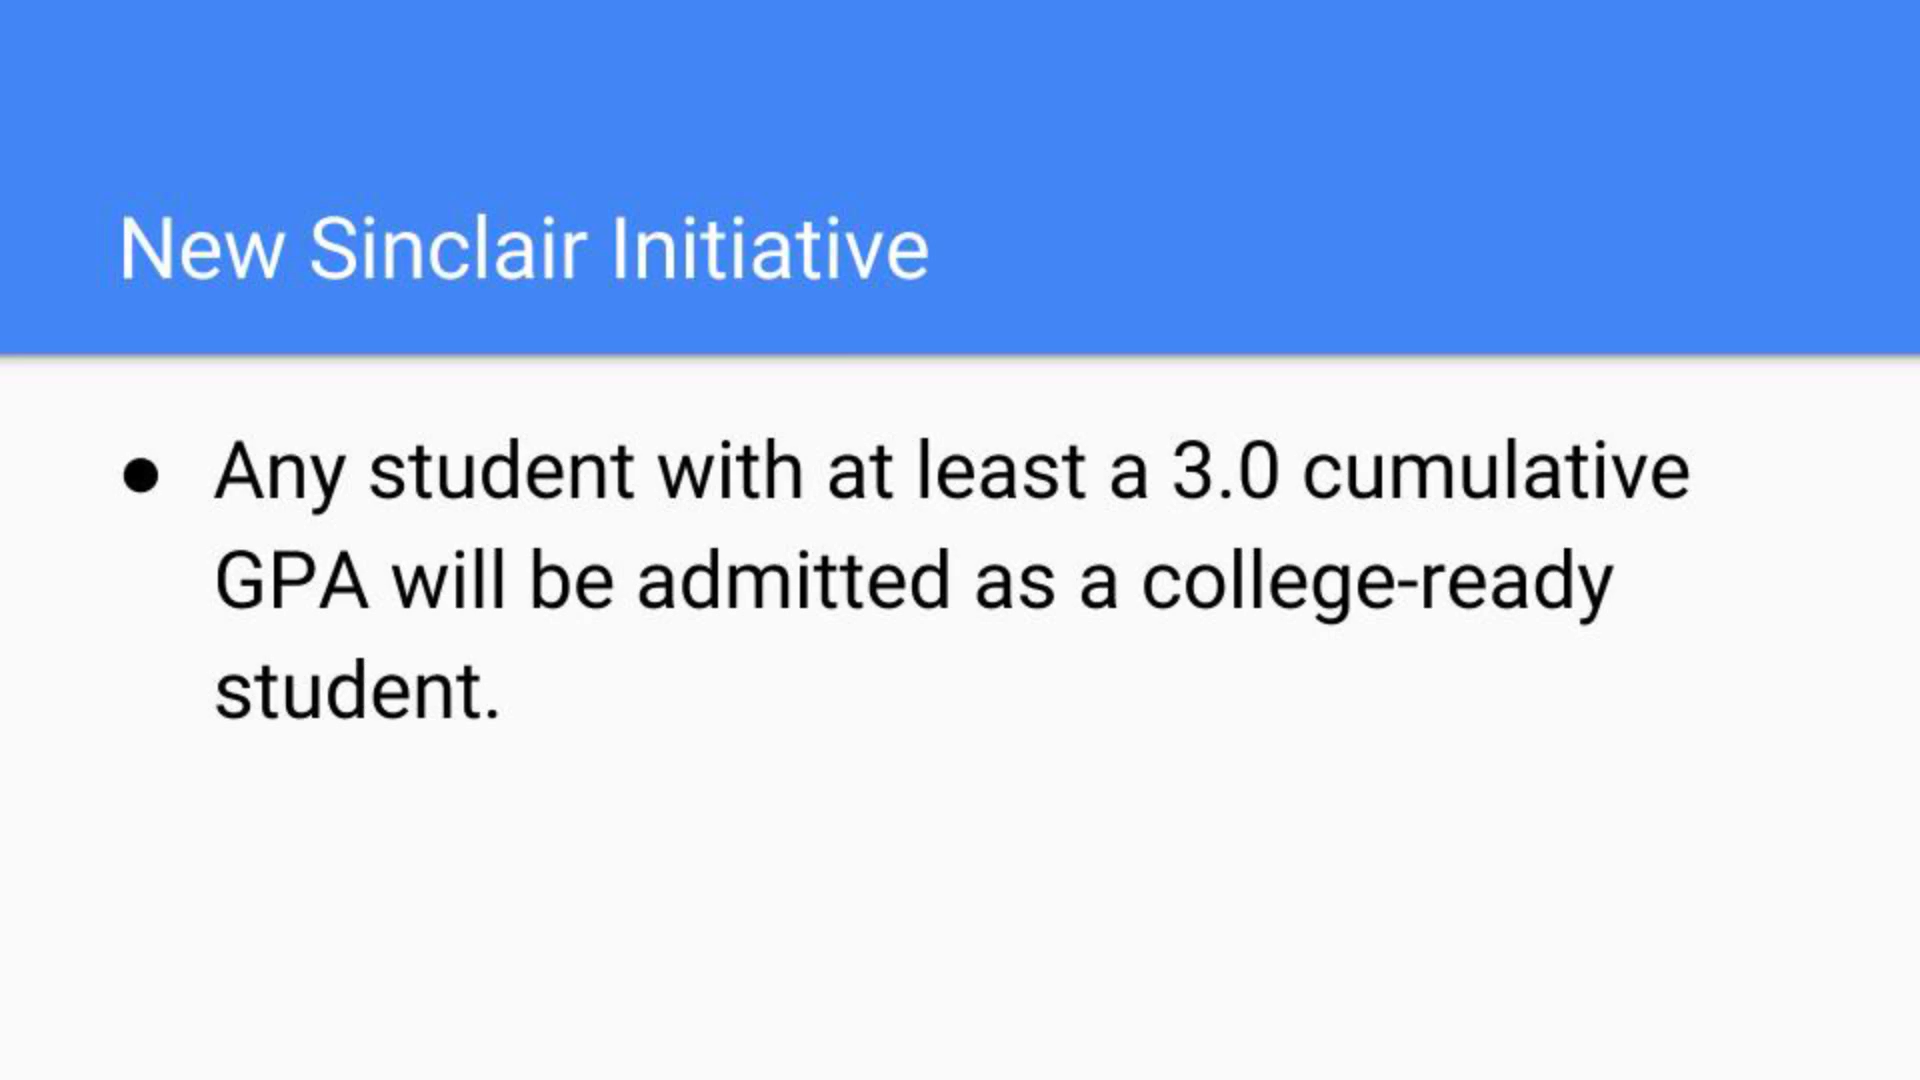 New Sinclair Initiative
● Any student with at least a 3.0 cumulative
GPA will be admitted as a college-ready
student.